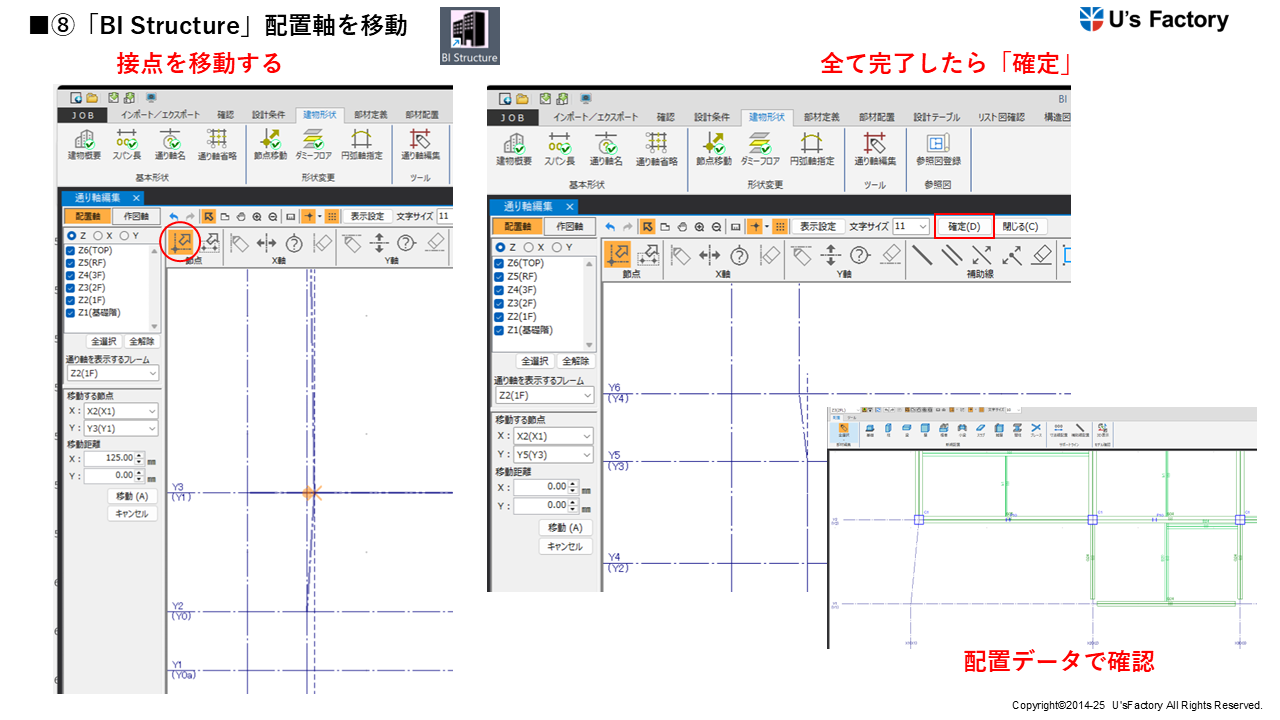 ■⑧「BI Structure」配置軸を移動
BI Structure
U's Factory
接点を移動する
全て完了したら「確定」
JOB インポート／エクスポート 確認 設計条件 建物形状 部材定義 部材配置
建物概要 スパン長 通り軸名 通り軸省略 節点移動 ダミーフロア 円弧軸指定 通り軸編集
基本形状 形状変更 ツール
通り軸編集 ×
配置軸 作図軸 表示設定 文字サイズ 11
Z X Y
Z6(TOP)
Z5(RF)
Z4(3F)
Z3(2F)
Z2(1F)
Z1(基礎階)
節点 X軸 Y軸
全選択 全解除
通り軸を表示するフレーム
Z2(1F)
移動する節点
X： X2(X1)
Y： Y3(Y1)
移動距離
X： 125.00
Y： 0.00
移動 (A)
キャンセル
Y3
(Y1)
Y2
(Y0)
Y1
(Y0a)
BI
JOB インポート／エクスポート 確認 設計条件 建物形状 部材定義 部材配置 設計テーブル リスト図確認 構造図
建物概要 スパン長 通り軸名 通り軸省略 節点移動 ダミーフロア 円弧軸指定 通り軸編集 参照図登録
基本形状 形状変更 ツール 参照図
通り軸編集 ×
配置軸 作図軸 表示設定 文字サイズ 11 確定(D) 閉じる(C)
Z X Y
Z6(TOP)
Z5(RF)
Z4(3F)
Z3(2F)
Z2(1F)
Z1(基礎階)
節点 X軸 Y軸 補助線
全選択 全解除
通り軸を表示するフレーム
Z2(1F)
移動する節点
X： X2(X1)
Y： Y5(Y3)
移動距離
X： 0.00
Y： 0.00
移動 (A)
キャンセル
Y6
(Y4)
Y5
(Y3)
Y4
(Y2)
配置データで確認
Copyright©2014-25 U'sFactory All Rights Reserved.